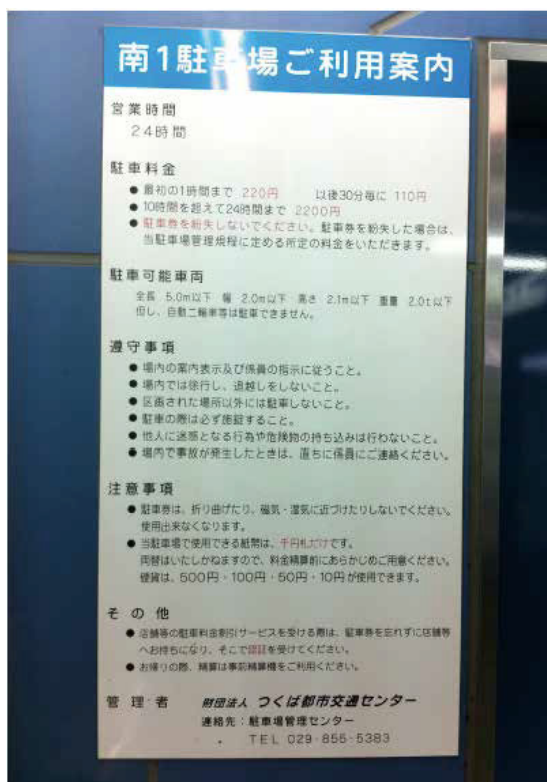 南1駐車場ご利用案内
営業時間
24時間
駐車料金
● 最初の1時間まで 220円 以後30分毎に 110円
● 10時間を超えて24時間まで 2200円
● 駐車券を紛失しないでください。駐車券を紛失した場合は、
当駐車場管理規程に定める所定の料金をいただきます。
駐車可能車両
全長 5.0m以下 幅 2.0m以下 高さ 2.1m以下 重量 2.0t以下
但し、自動二輪車等は駐車できません。
遵守事項
● 場内の案内表示及び係員の指示に従うこと。
● 場内では徐行し、追越しをしないこと。
● 区画された場所以外には駐車しないこと。
● 駐車の際は必ず施錠すること。
● 他人に迷惑となる行為や危険物の持ち込みは行わないこと。
● 場内で事故が発生したときは、直ちに係員にご連絡ください。
注意事項
● 駐車券は、折り曲げたり、磁気・湿気に近づけたりしないでください。
使用出来なくなります。
● 当駐車場で使用できる紙幣は、千円札だけです。
両替はいたしかねますので、料金精算前にあらかじめご用意ください。
硬貨は、500円・100円・50円・10円が使用できます。
その他
● 店舗等の駐車料金割引サービスを受ける際は、駐車券を忘れずに店舗等
へお持ちになり、そこで認証を受けてください。
● お帰りの際、精算は事前精算機をご利用ください。
管理者 財団法人 つくば都市交通センター
連絡先：駐車場管理センター
TEL 029-855-5383